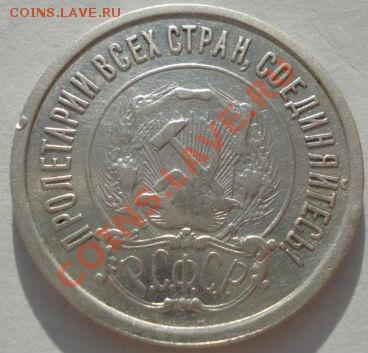 COINS.LAVE.RU
ПРОЛЕТАРИИ ВСЕХ СТРАН, СОЕДИНЯЙТЕСЬ!
Р.С.Ф.С.Р.
COINS.LAVE.RU